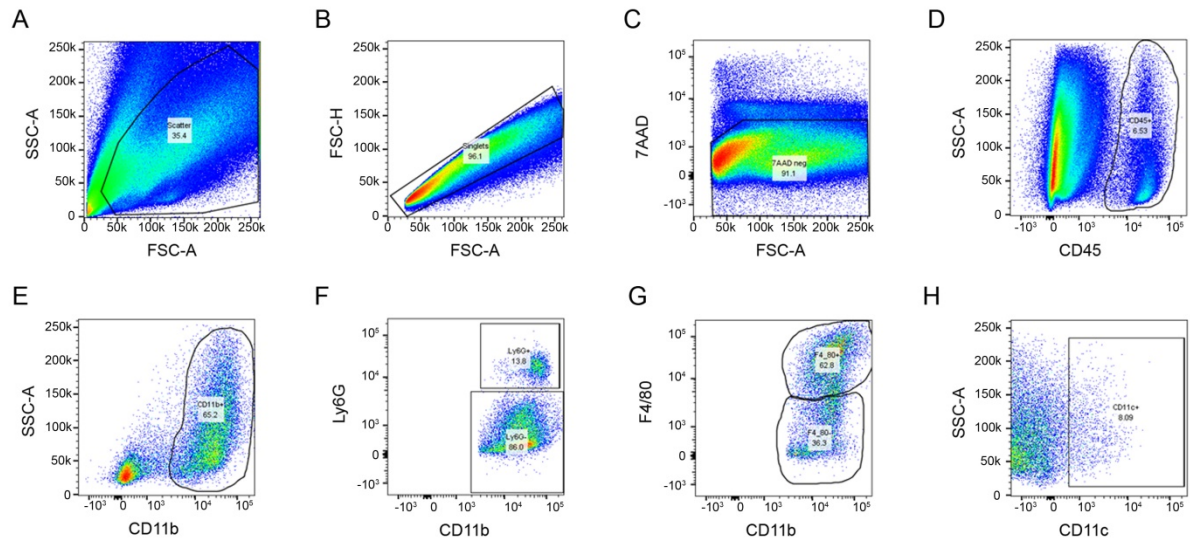 A
B
C
D
SSC-A
250k
200k
150k
100k
50k
0
Scatter
35.4
0 50k 100k 150k 200k 250k
FSC-A
FSC-H
250k
200k
150k
100k
50k
0
Singlets
96.1
0 50k 100k 150k 200k 250k
FSC-A
7AAD
10⁵
10⁴
10³
0
-10³
7AAD neg
91.1
0 50k 100k 150k 200k 250k
FSC-A
SSC-A
250k
200k
150k
100k
50k
0
CD45+
6.53
-10³ 0 10³ 10⁴ 10⁵
CD45
E
F
G
H
SSC-A
250k
200k
150k
100k
50k
0
CD11b+
65.2
-10³ 0 10³ 10⁴ 10⁵
CD11b
Ly6G
10⁵
10⁴
10³
0
-10³
Ly6G+
13.8
Ly6G-
86.0
-10³ 0 10³ 10⁴ 10⁵
CD11b
F4/80
10⁵
10⁴
10³
0
-10³
F4_80+
62.8
F4_80-
36.3
-10³ 0 10³ 10⁴ 10⁵
CD11b
SSC-A
250k
200k
150k
100k
50k
0
CD11c+
8.09
-10³ 0 10³ 10⁴ 10⁵
CD11c